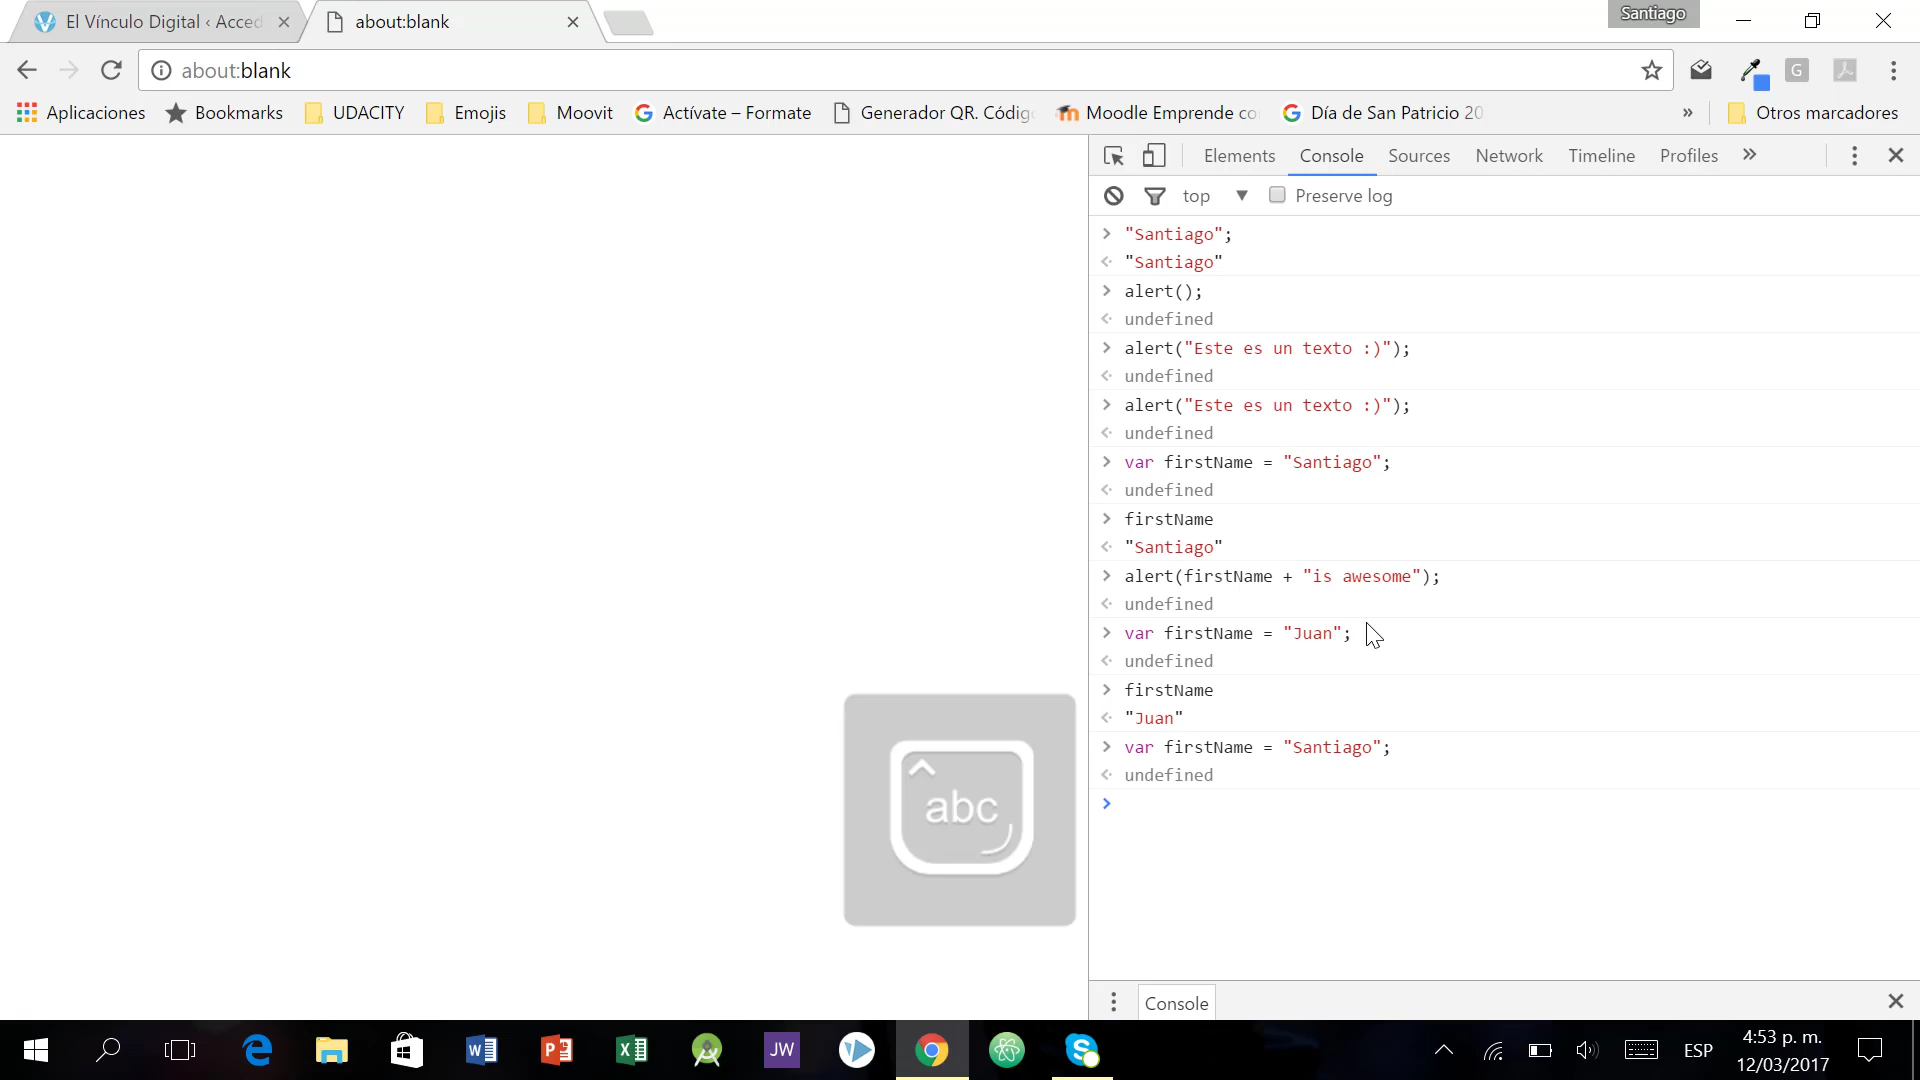 El Vínculo Digital ‹ Acced
about:blank
Santiago
about:blank
Aplicaciones
Bookmarks
UDACITY
Emojis
Moovit
Actívate – Formate
Generador QR. Códig
Moodle Emprende co
Día de San Patricio 20
»
Otros marcadores
Elements
Console
Sources
Network
Timeline
Profiles
»
top
Preserve log
> "Santiago";
"Santiago"
> alert();
undefined
> alert("Este es un texto :)");
undefined
> alert("Este es un texto :)");
undefined
> var firstName = "Santiago";
undefined
> firstName
"Santiago"
> alert(firstName + "is awesome");
undefined
> var firstName = "Juan";
undefined
> firstName
"Juan"
> var firstName = "Santiago";
undefined
>
abc
Console
JW
ESP
4:53 p. m.
12/03/2017